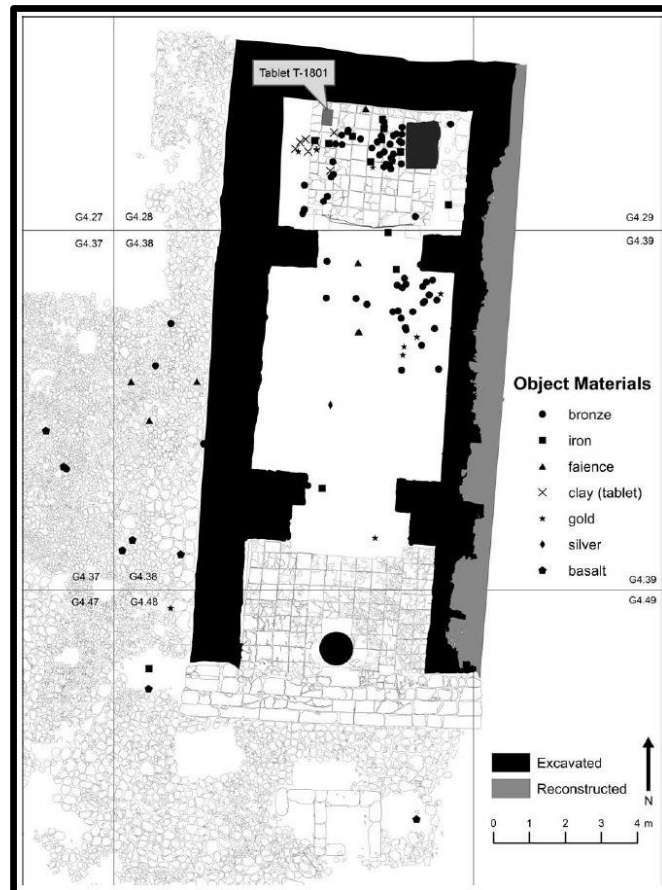 Tablet T-1801
G4.27 G4.28 G4.29
G4.37 G4.38 G4.39
Object Materials
bronze
iron
faience
clay (tablet)
gold
silver
basalt
G4.37 G4.38 G4.39
G4.47 G4.48 G4.49
Excavated
Reconstructed
N
0 1 2 3 4 m